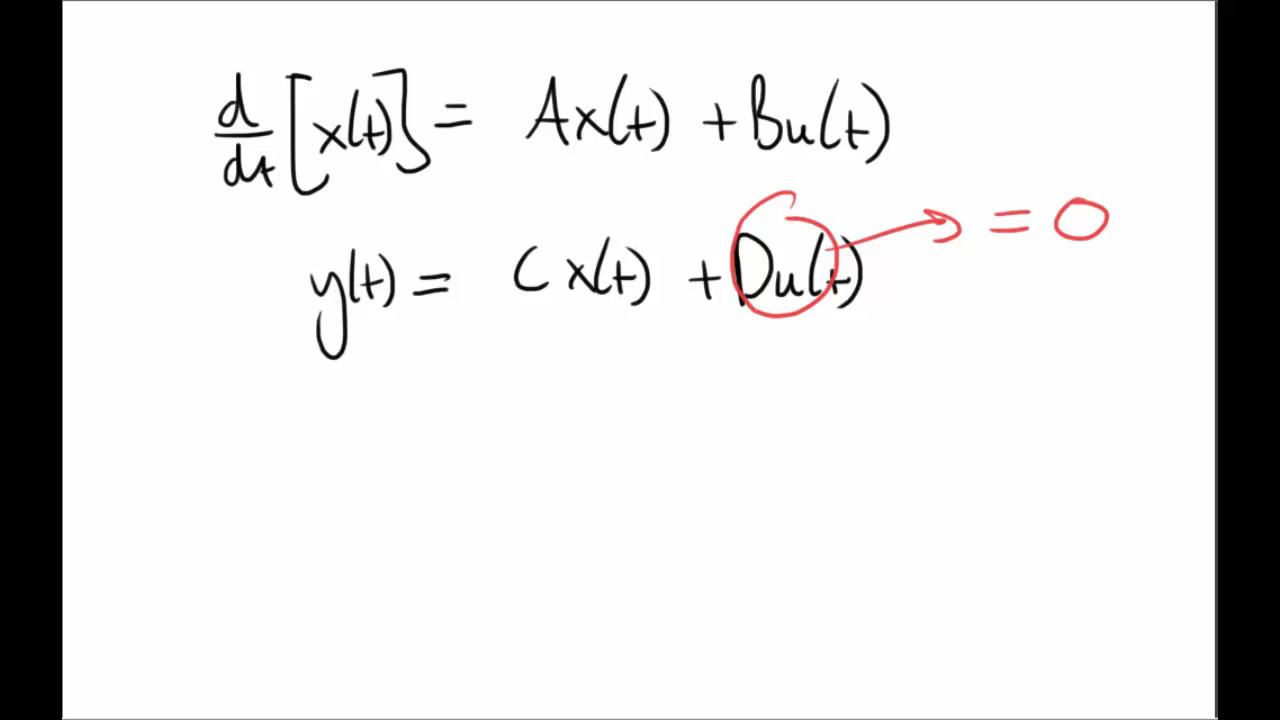 d/dt [x(t)] = Ax(t) + Bu(t)
y(t) = Cx(t) + Du(t) → = 0